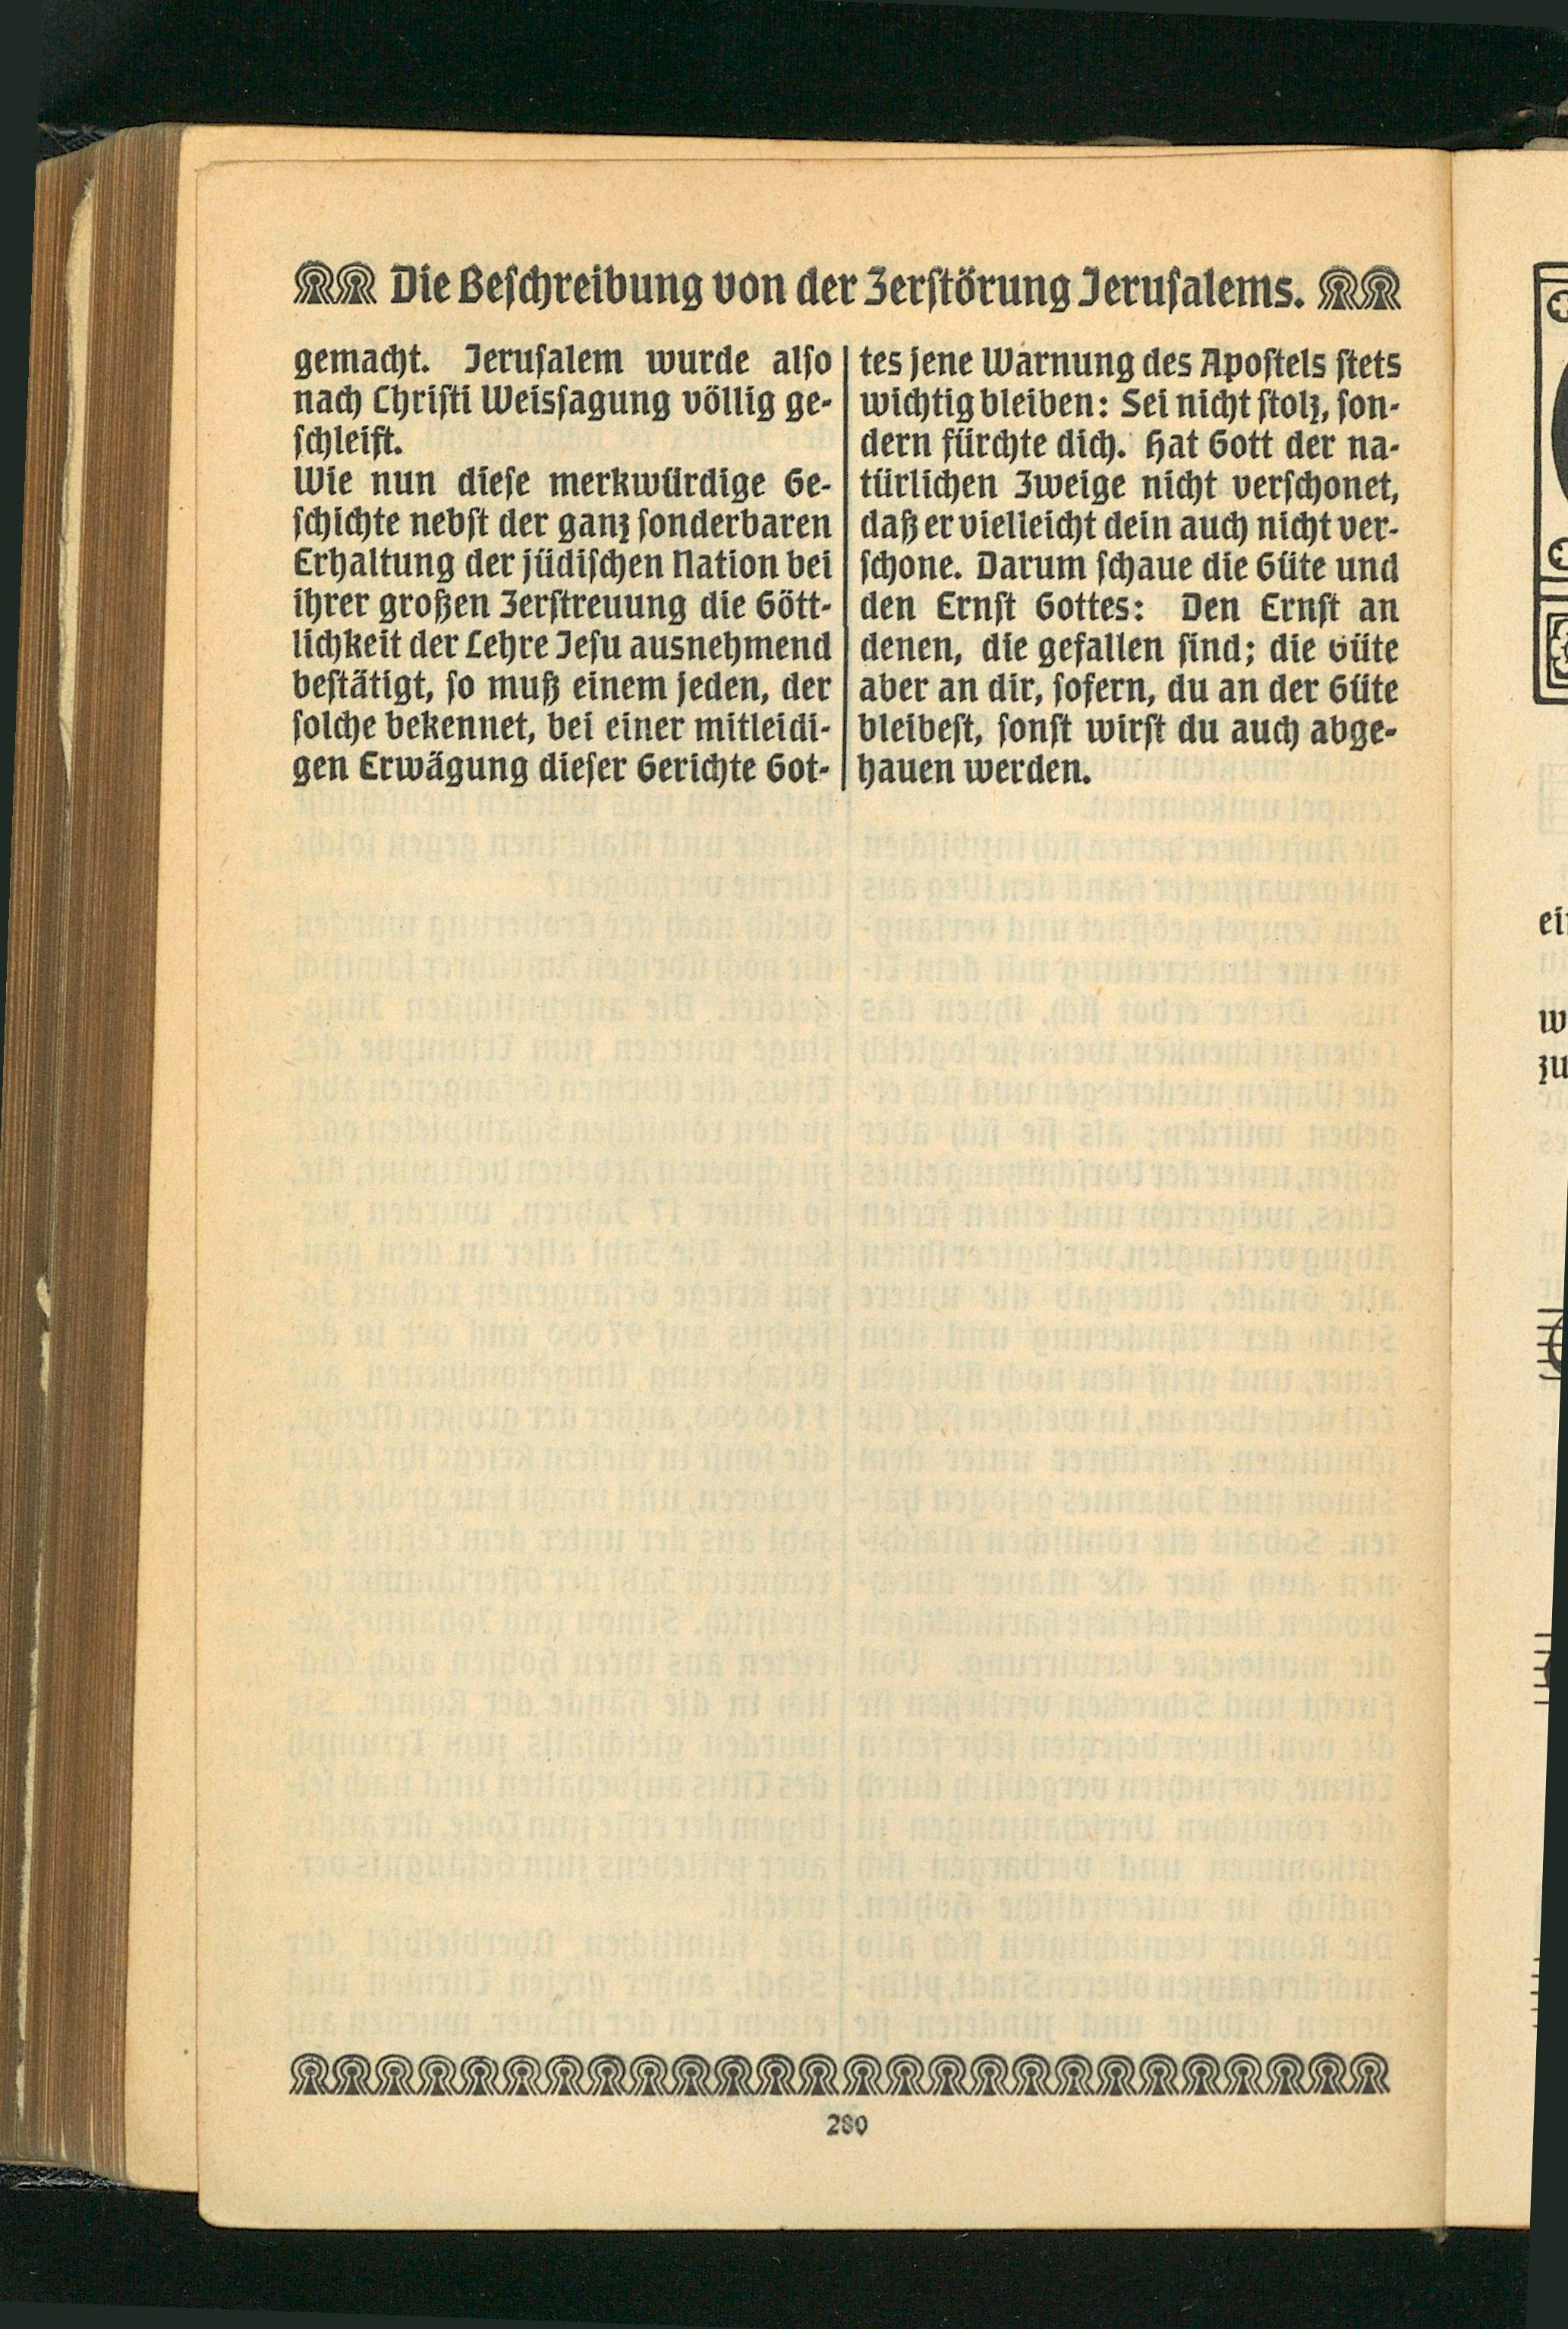 Die Beschreibung von der Zerstörung Jerusalems.
gemacht. Jerusalem wurde also
nach Christi Weissagung völlig ge-
schleift.
Wie nun diese merkwürdige Ge-
schichte nebst der ganz sonderbaren
Erhaltung der jüdischen Nation bei
ihrer großen Zerstreuung die Gött-
lichkeit der Lehre Jesu ausnehmend
bestätigt, so muß einem jeden, der
solche bekennet, bei einer mitleidi-
gen Erwägung dieser Gerichte Got-
tes jene Warnung des Apostels stets
wichtig bleiben: Sei nicht stolz, son-
dern fürchte dich. Hat Gott der na-
türlichen Zweige nicht verschonet,
daß er vielleicht dein auch nicht ver-
schone. Darum schaue die Güte und
den Ernst Gottes: Den Ernst an
denen, die gefallen sind; die Güte
aber an dir, sofern, du an der Güte
bleibest, sonst wirst du auch abge-
hauen werden.
280